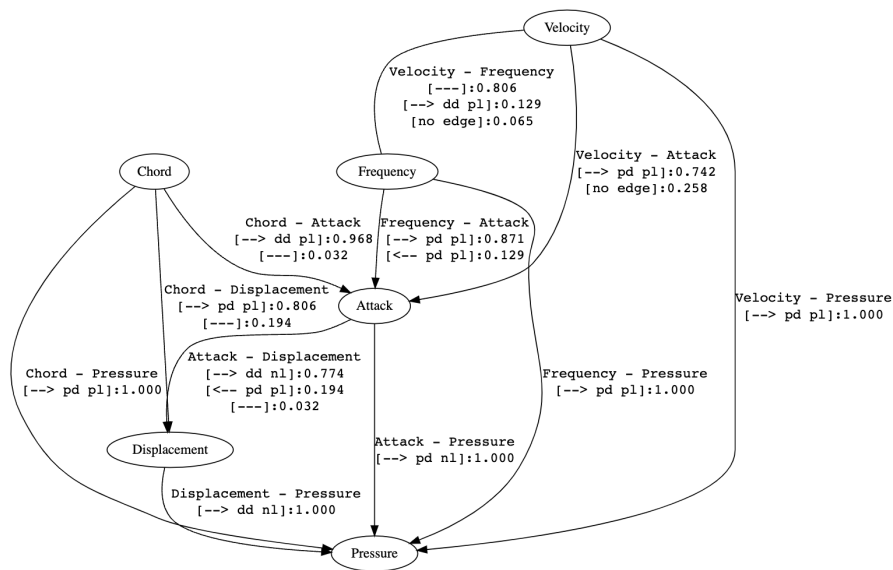 Velocity
Velocity - Frequency
[---]:0.806
[--> dd pl]:0.129
[no edge]:0.065
Velocity - Attack
[--> pd pl]:0.742
[no edge]:0.258
Chord
Frequency
Chord - Attack
[--> dd pl]:0.968
[---]:0.032
Frequency - Attack
[--> pd pl]:0.871
[<-- pd pl]:0.129
Chord - Displacement
[--> pd pl]:0.806
[---]:0.194
Attack
Velocity - Pressure
[--> pd pl]:1.000
Attack - Displacement
[--> dd nl]:0.774
[<-- pd pl]:0.194
[---]:0.032
Chord - Pressure
[--> pd pl]:1.000
Frequency - Pressure
[--> pd pl]:1.000
Displacement
Attack - Pressure
[--> pd nl]:1.000
Displacement - Pressure
[--> dd nl]:1.000
Pressure